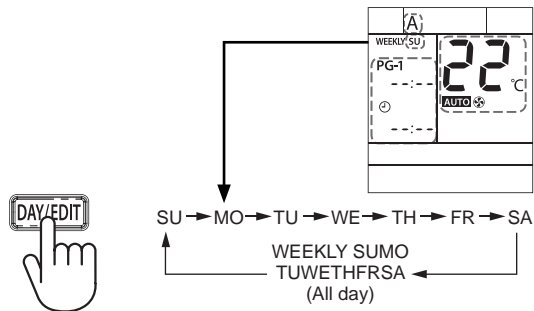 A
WEEKLY SU
PG-1
22 °C
--:--
AUTO
--:--
DAY/EDIT
SU → MO → TU → WE → TH → FR → SA
WEEKLY SUMO
TUWETHFRSA
(All day)